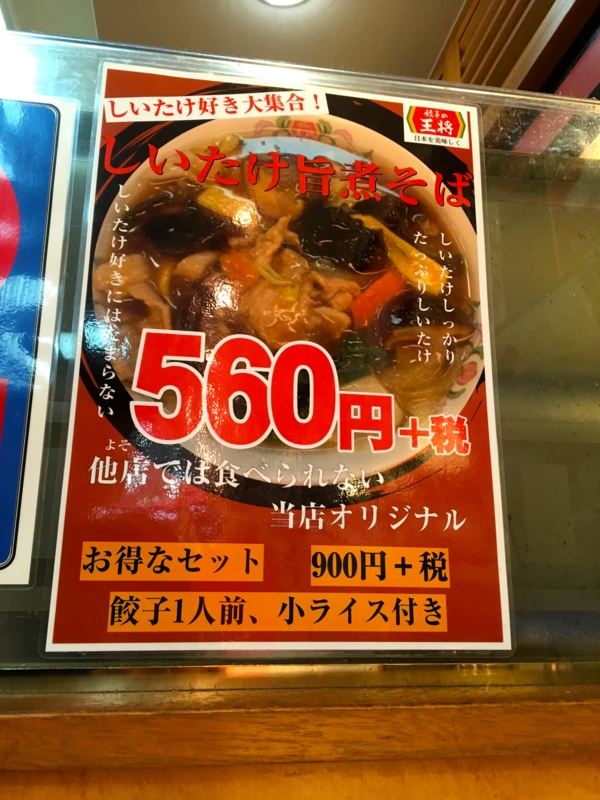 しいたけ好き大集合！
餃子の
王将
日本を美味しく
しいたけ旨煮そば
しいたけしっかり
たっぷりしいたけ
しいたけ好きにはたまらない
560円+税
よそ
他店では食べられない
当店オリジナル
お得なセット 900円＋税
餃子1人前、小ライス付き